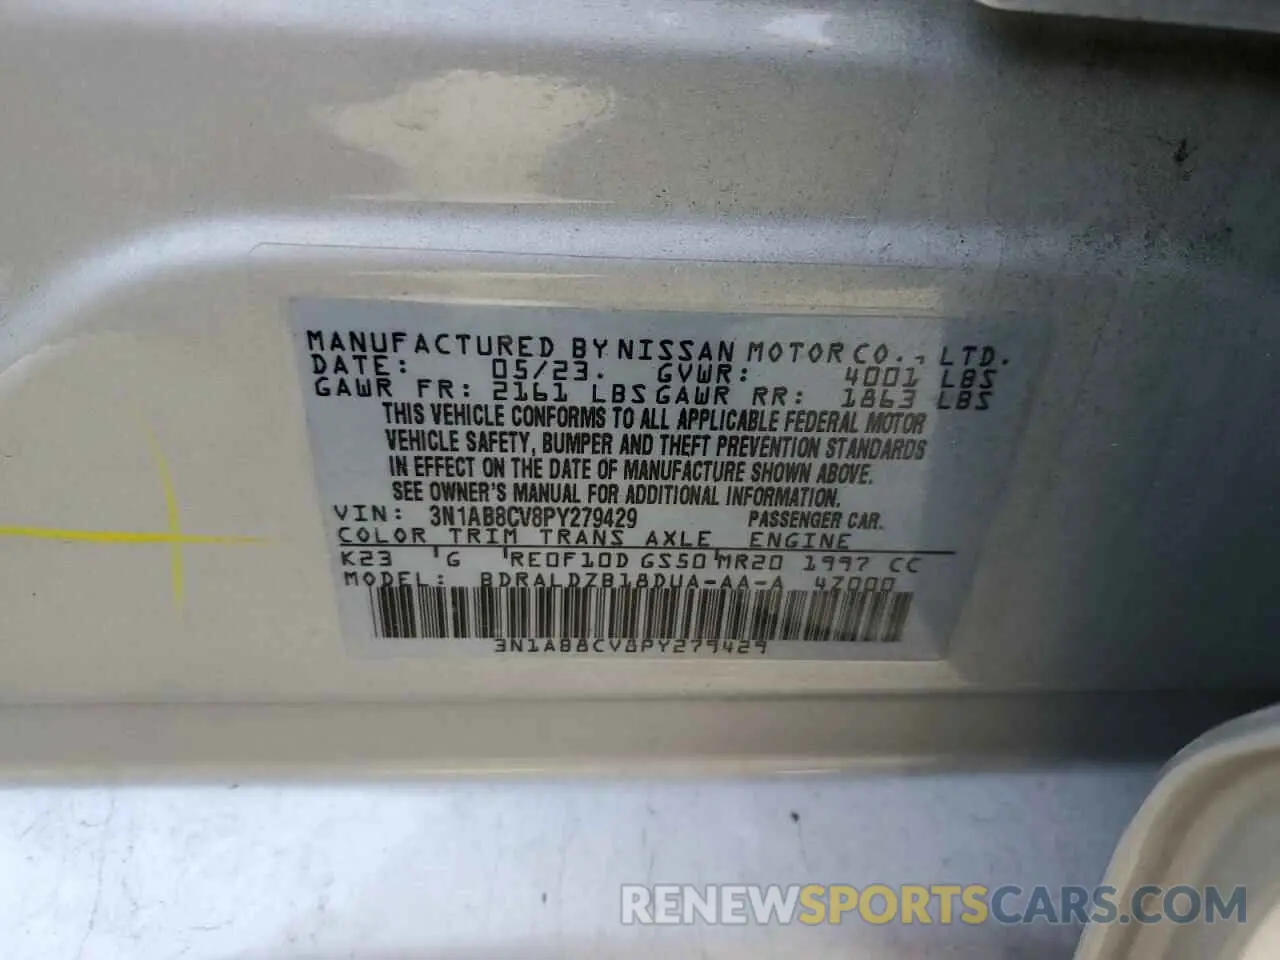 MANUFACTURED BY NISSAN MOTOR CO., LTD.
DATE: 05/23. GVWR: 4001 LBS
GAWR FR: 2161 LBS GAWR RR: 1863 LBS
THIS VEHICLE CONFORMS TO ALL APPLICABLE FEDERAL MOTOR
VEHICLE SAFETY, BUMPER AND THEFT PREVENTION STANDARDS
IN EFFECT ON THE DATE OF MANUFACTURE SHOWN ABOVE.
SEE OWNER'S MANUAL FOR ADDITIONAL INFORMATION.
VIN: 3N1AB8CV8PY279429 PASSENGER CAR.
COLOR TRIM TRANS AXLE ENGINE
K23 'G 'RE0F10D GS50'MR20 1997 CC
MODEL: BDRALDZB18DUA-AA-A 4Z000
3N1AB8CV8PY279429
RENEWSPORTSCARS.COM